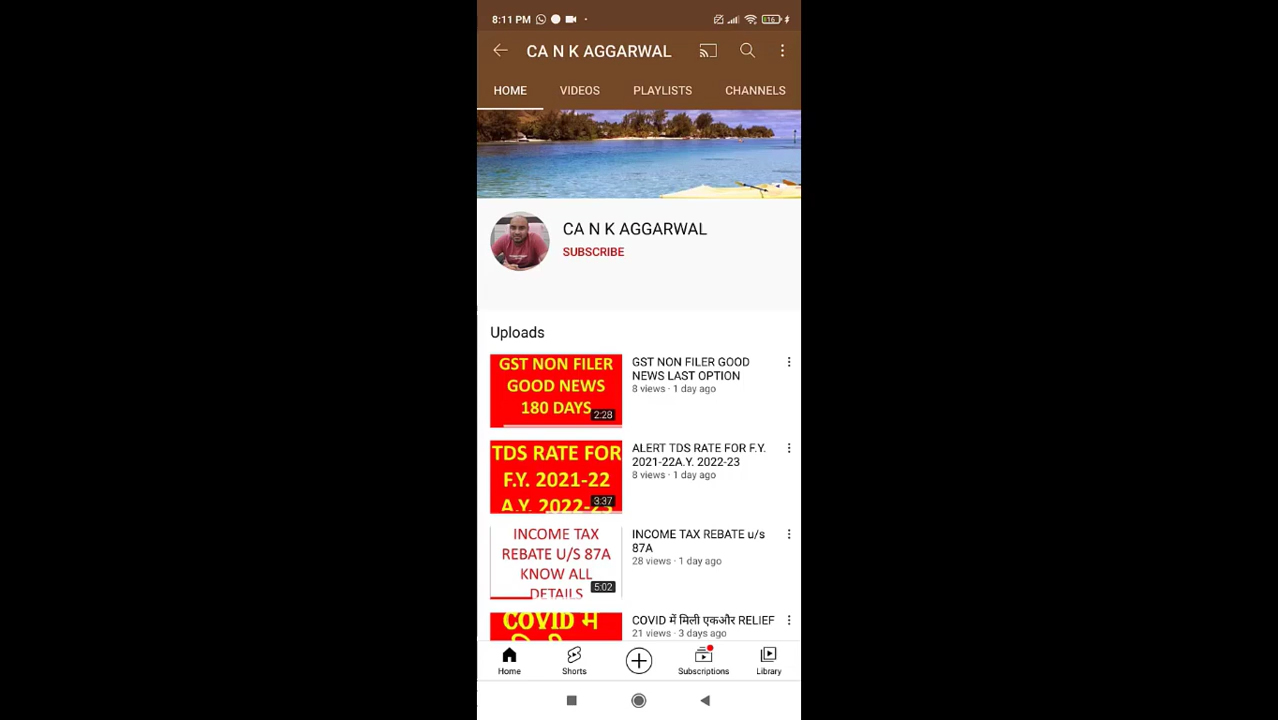 8:11 PM
16
CA N K AGGARWAL
HOME VIDEOS PLAYLISTS CHANNELS
CA N K AGGARWAL
SUBSCRIBE
Uploads
GST NON FILER
GOOD NEWS
180 DAYS
2:28
GST NON FILER GOOD
NEWS LAST OPTION
8 views · 1 day ago
TDS RATE FOR
F.Y. 2021-22
A.Y. 2022-23
3:37
ALERT TDS RATE FOR F.Y.
2021-22A.Y. 2022-23
8 views · 1 day ago
INCOME TAX
REBATE U/S 87A
KNOW ALL
DETAILS
5:02
INCOME TAX REBATE u/s
87A
28 views · 1 day ago
COVID में
COVID में मिली एकऔर RELIEF
21 views · 3 days ago
Home Shorts Subscriptions Library